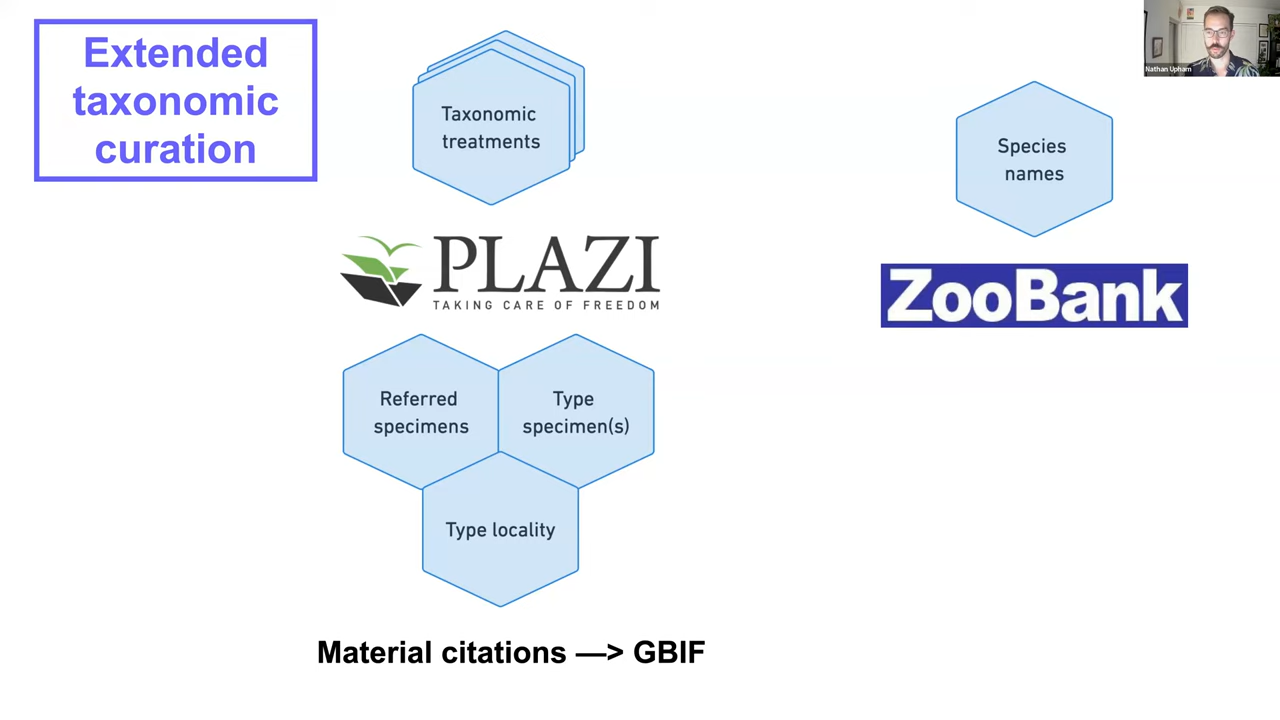 Extended
taxonomic
curation
Taxonomic
treatments
PLAZI
TAKING CARE OF FREEDOM
Referred
specimens
Type
specimen(s)
Type locality
Material citations —> GBIF
Species
names
ZooBank
Nathan Upham